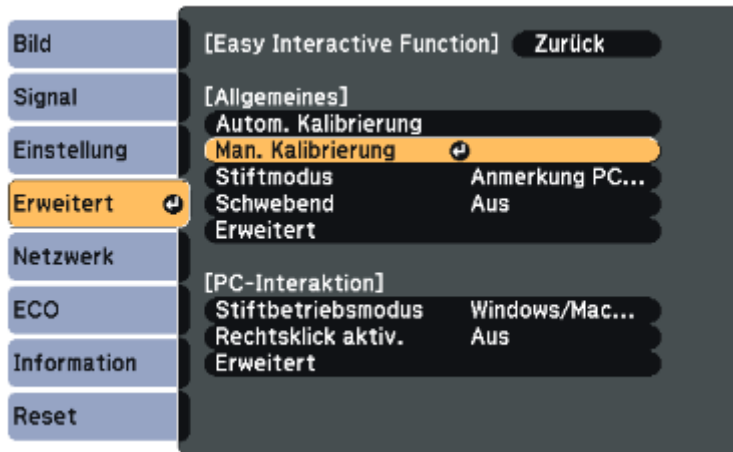 Bild
Signal
Einstellung
Erweitert
Netzwerk
ECO
Information
Reset
[Easy Interactive Function] Zurück
[Allgemeines]
Autom. Kalibrierung
Man. Kalibrierung
Stiftmodus Anmerkung PC...
Schwebend Aus
Erweitert
[PC-Interaktion]
Stiftbetriebsmodus Windows/Mac...
Rechtsklick aktiv. Aus
Erweitert